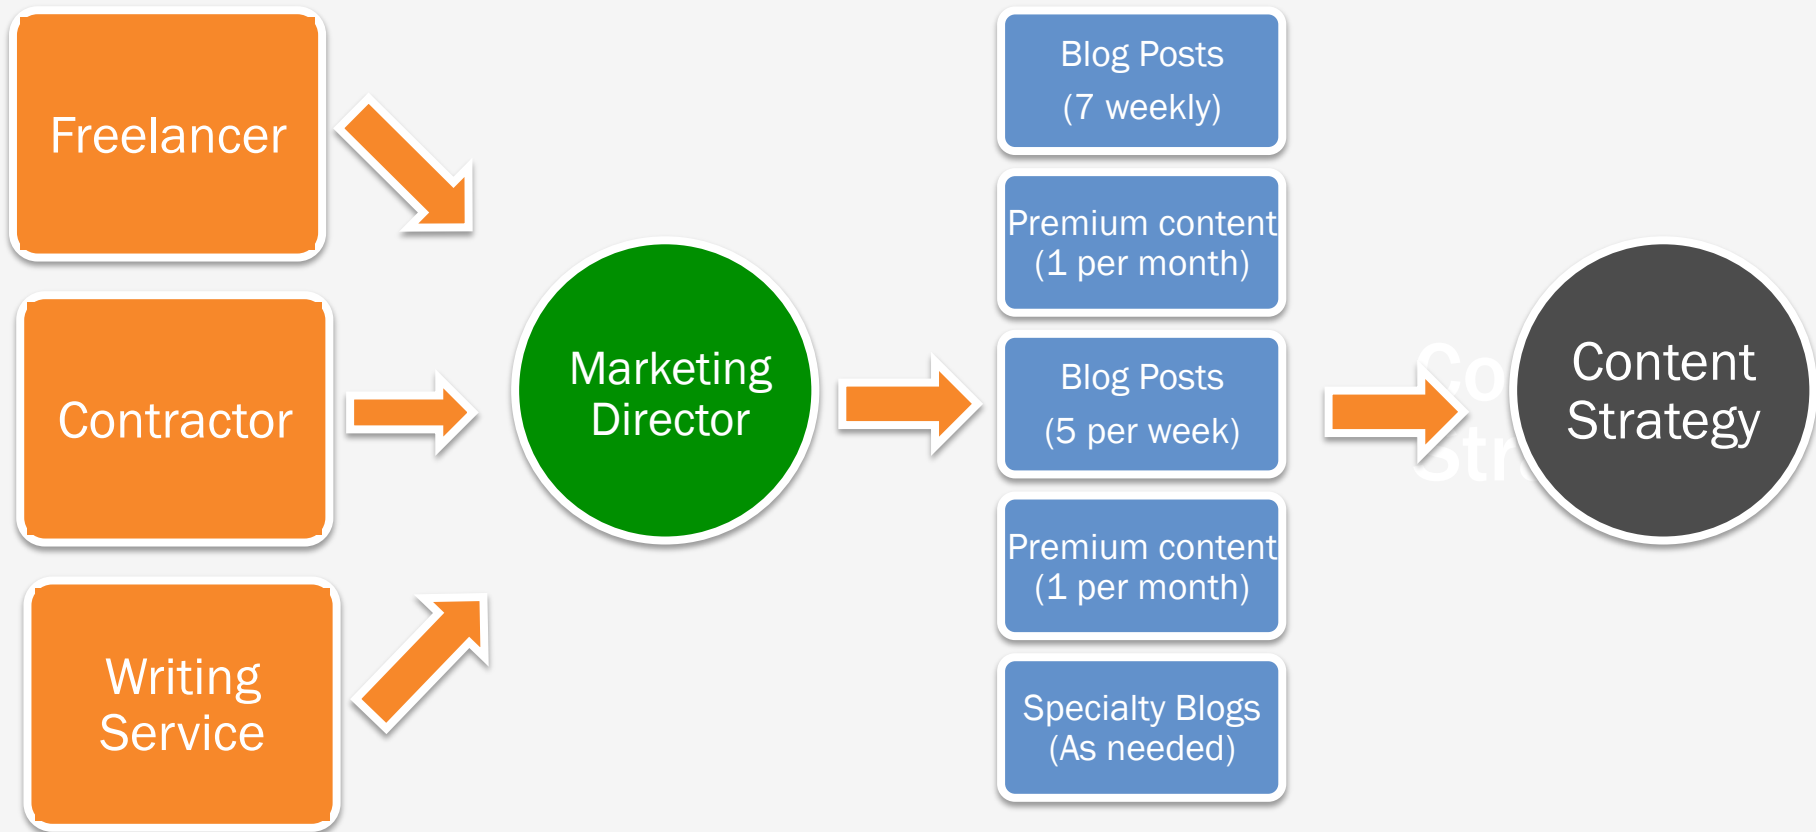 Freelancer
Contractor
Writing
Service
Marketing
Director
Blog Posts
(7 weekly)
Premium content
(1 per month)
Blog Posts
(5 per week)
Premium content
(1 per month)
Specialty Blogs
(As needed)
Content
Strategy